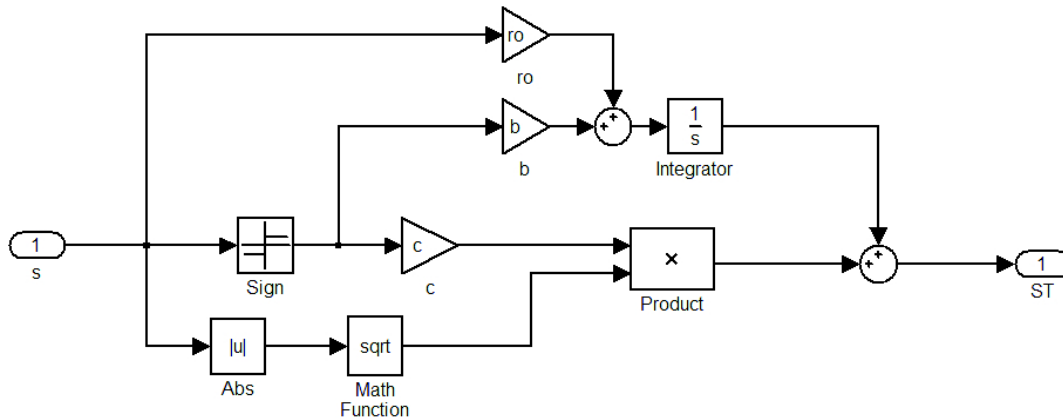 ro
ro
b
b
1
s
Integrator
1
s
Sign
c
c
×
Product
1
ST
|u|
Abs
sqrt
Math
Function
+
+
+
+